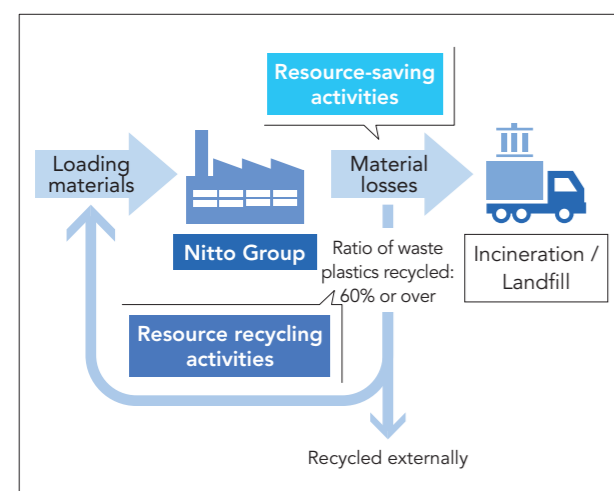 Resource-saving
activities
Loading
materials
Material
losses
Nitto Group
Incineration /
Landfill
Ratio of waste
plastics recycled:
60% or over
Resource recycling
activities
Recycled externally